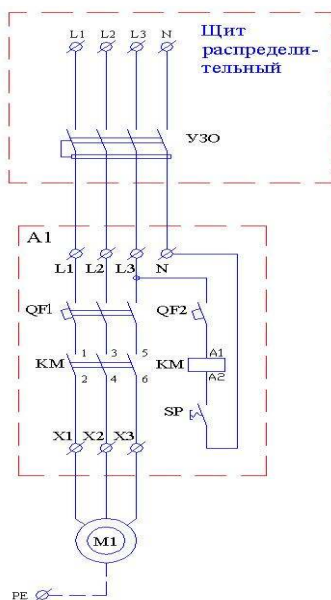 L1 L2 L3 N
Щит
распредели-
тельный
УЗО
A1
L1 L2 L3 N
QF1
QF2
1 3 5
KM
2 4 6
KM
A1
A2
SP
X1 X2 X3
M1
PE